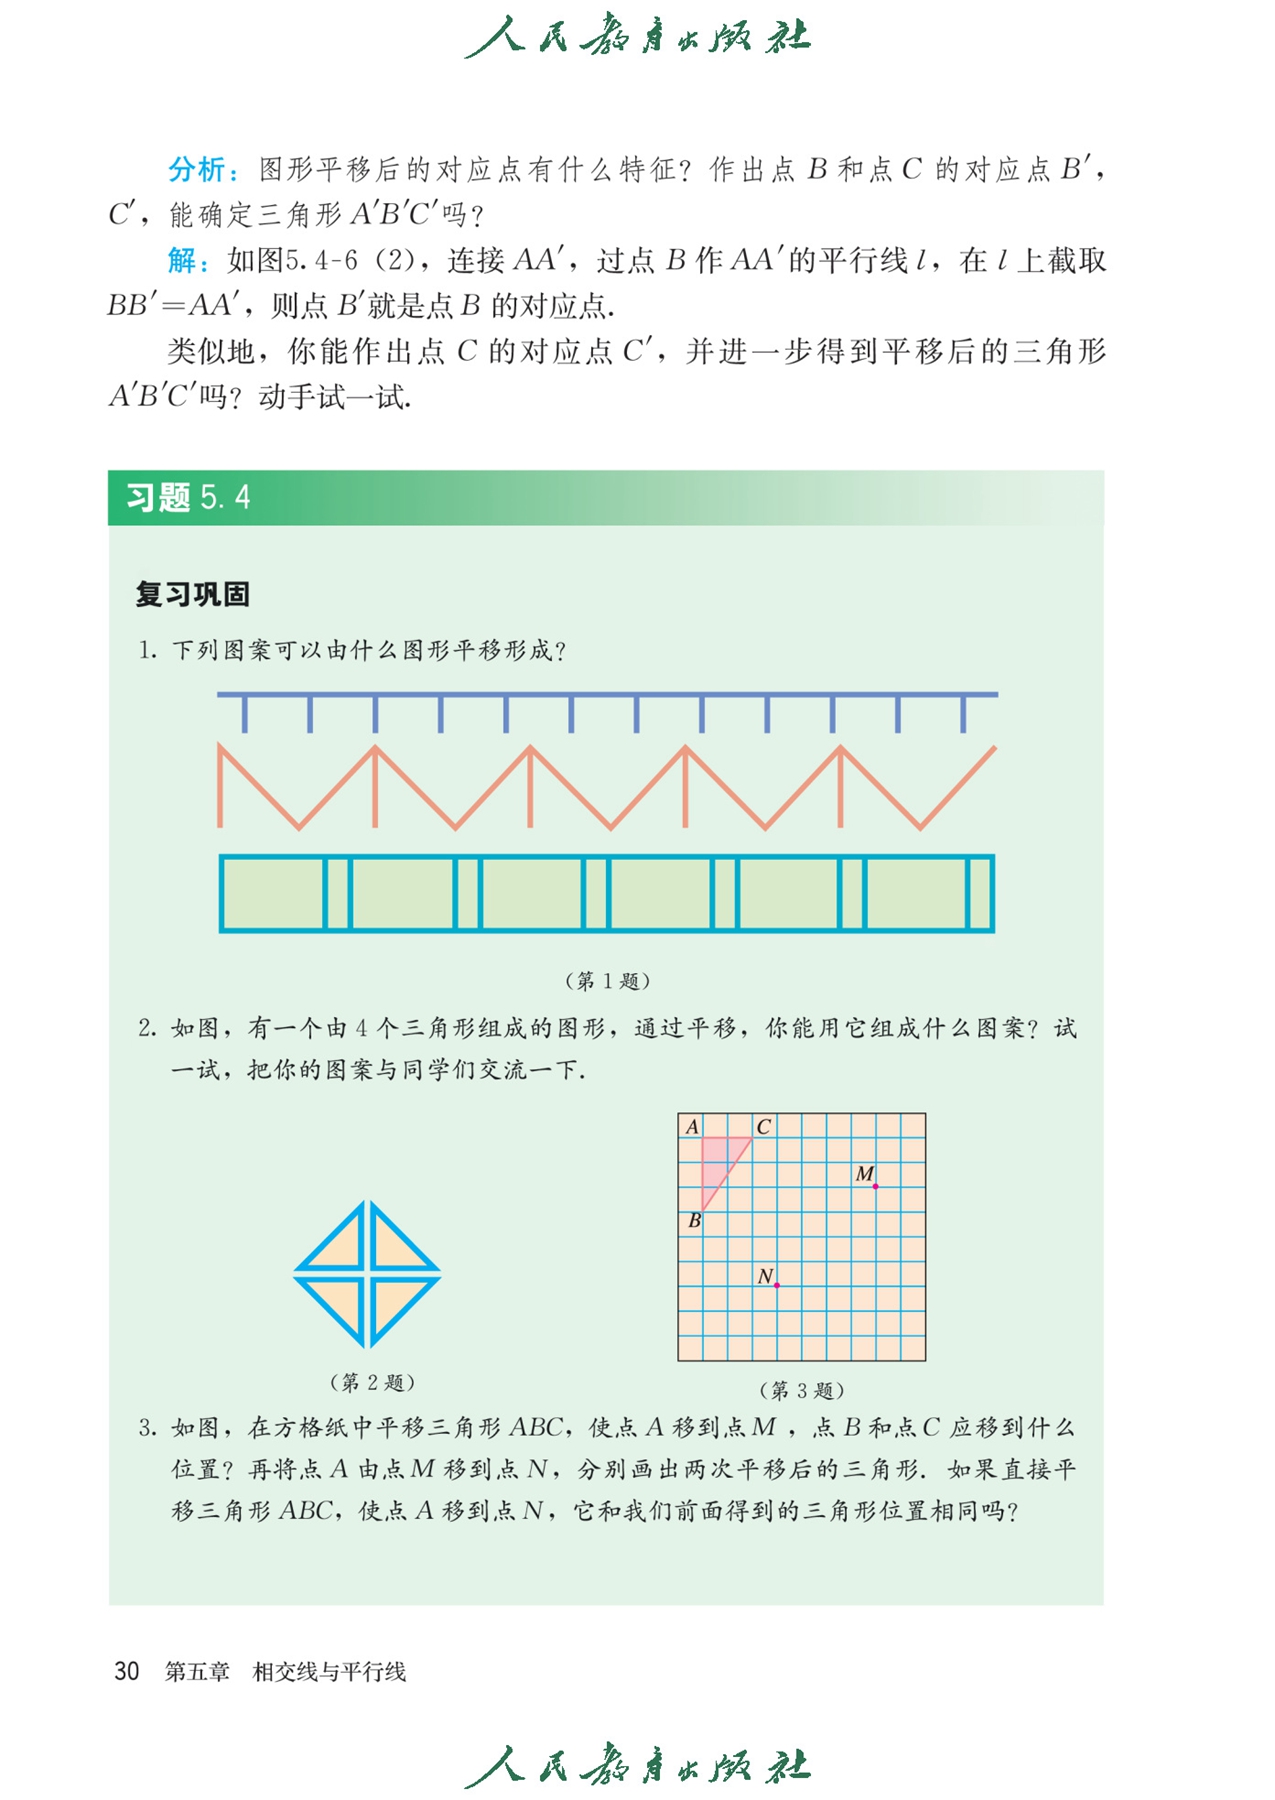 人民教育出版社
分析：图形平移后的对应点有什么特征？作出点 B 和点 C 的对应点 B′，
C′，能确定三角形 A′B′C′吗？
解：如图5.4-6（2），连接 AA′，过点 B 作 AA′的平行线 l，在 l 上截取
BB′=AA′，则点 B′就是点 B 的对应点.
类似地，你能作出点 C 的对应点 C′，并进一步得到平移后的三角形
A′B′C′吗？动手试一试.
习题 5.4
复习巩固
1. 下列图案可以由什么图形平移形成？
（第 1 题）
2. 如图，有一个由 4 个三角形组成的图形，通过平移，你能用它组成什么图案？试
一试，把你的图案与同学们交流一下.
A
C
M
B
N
（第 2 题）
（第 3 题）
3. 如图，在方格纸中平移三角形 ABC，使点 A 移到点 M ，点 B 和点 C 应移到什么
位置？再将点 A 由点 M 移到点 N，分别画出两次平移后的三角形. 如果直接平
移三角形 ABC，使点 A 移到点 N，它和我们前面得到的三角形位置相同吗？
30 第五章 相交线与平行线
人民教育出版社